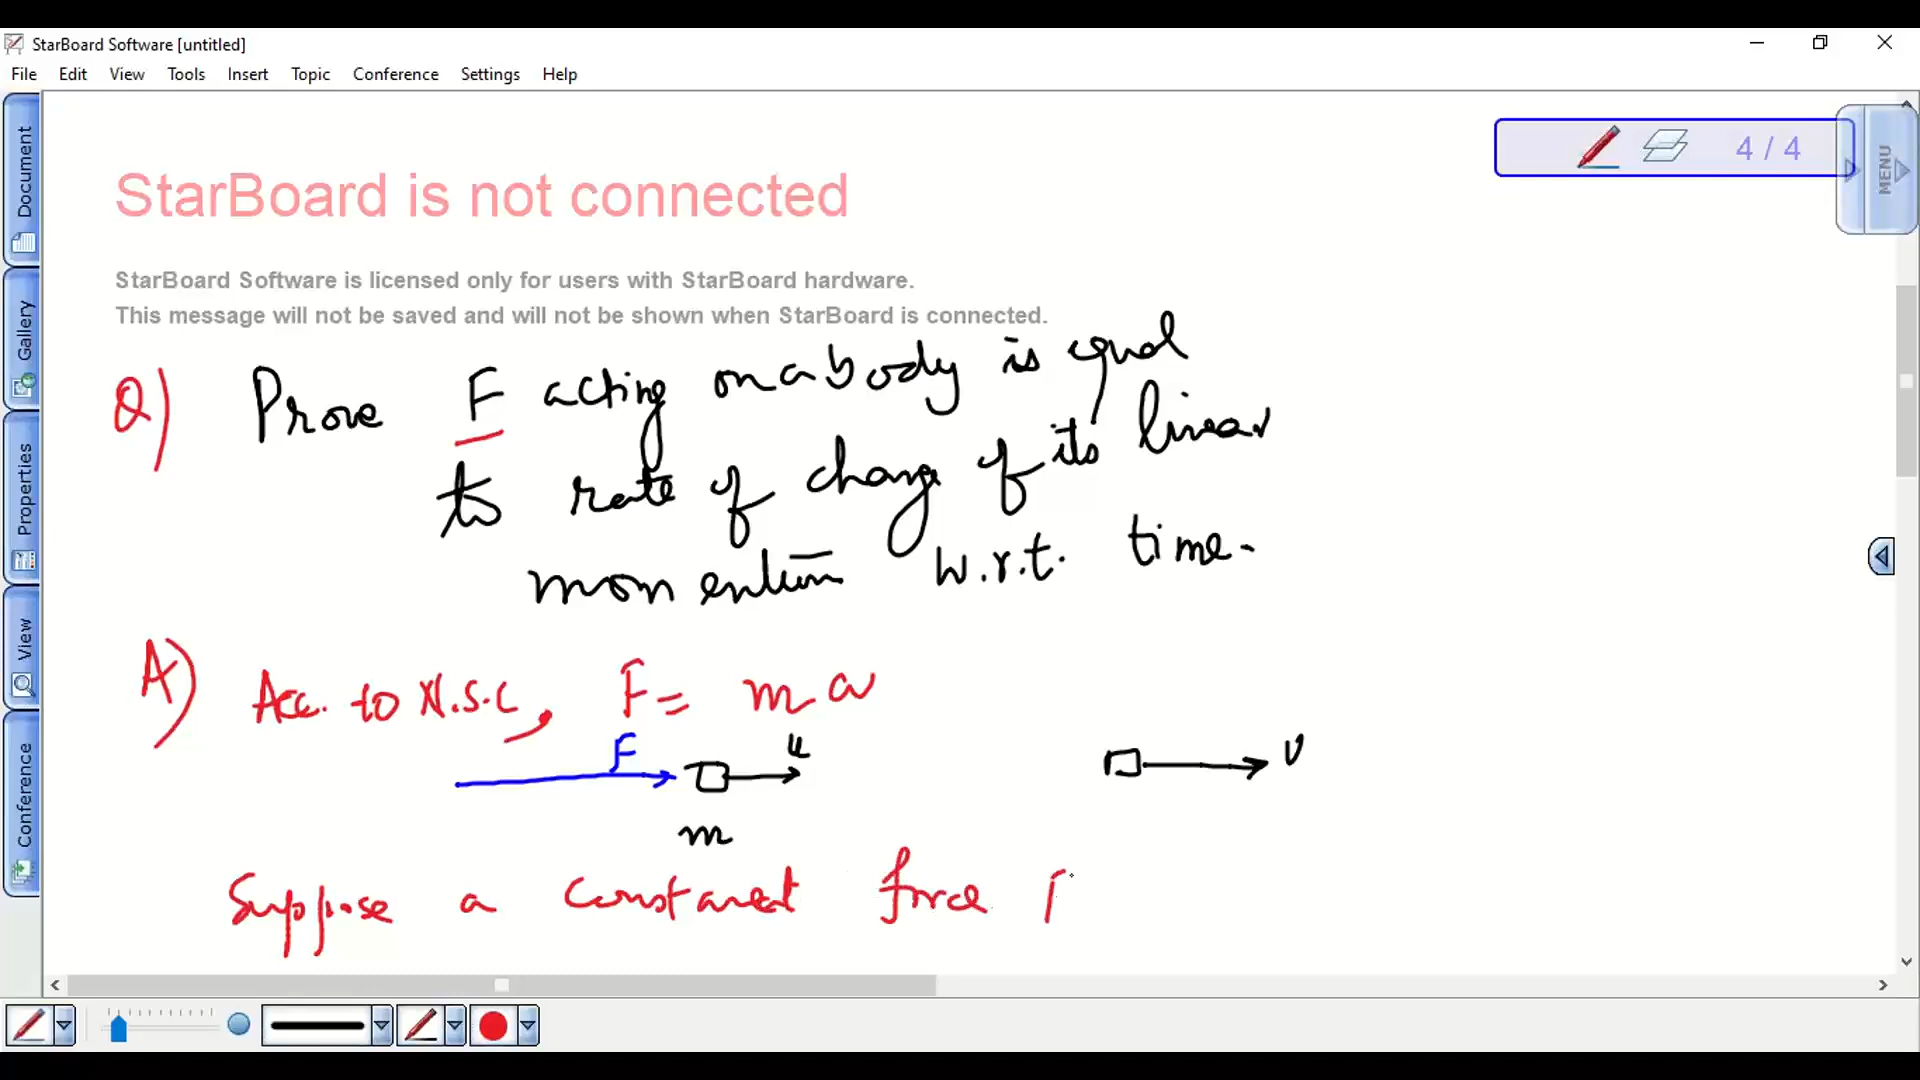 StarBoard Software [untitled]
File Edit View Tools Insert Topic Conference Settings Help
4 / 4
MENU
Document
Gallery
Properties
View
Conference
StarBoard is not connected
StarBoard Software is licensed only for users with StarBoard hardware.
This message will not be saved and will not be shown when StarBoard is connected.
Q) Prove F acting on a body is equal
to rate of change of its linear
momentum w.r.t. time.
A) Acc. to N.S.L, F = ma
F u v
m
Suppose a constant force